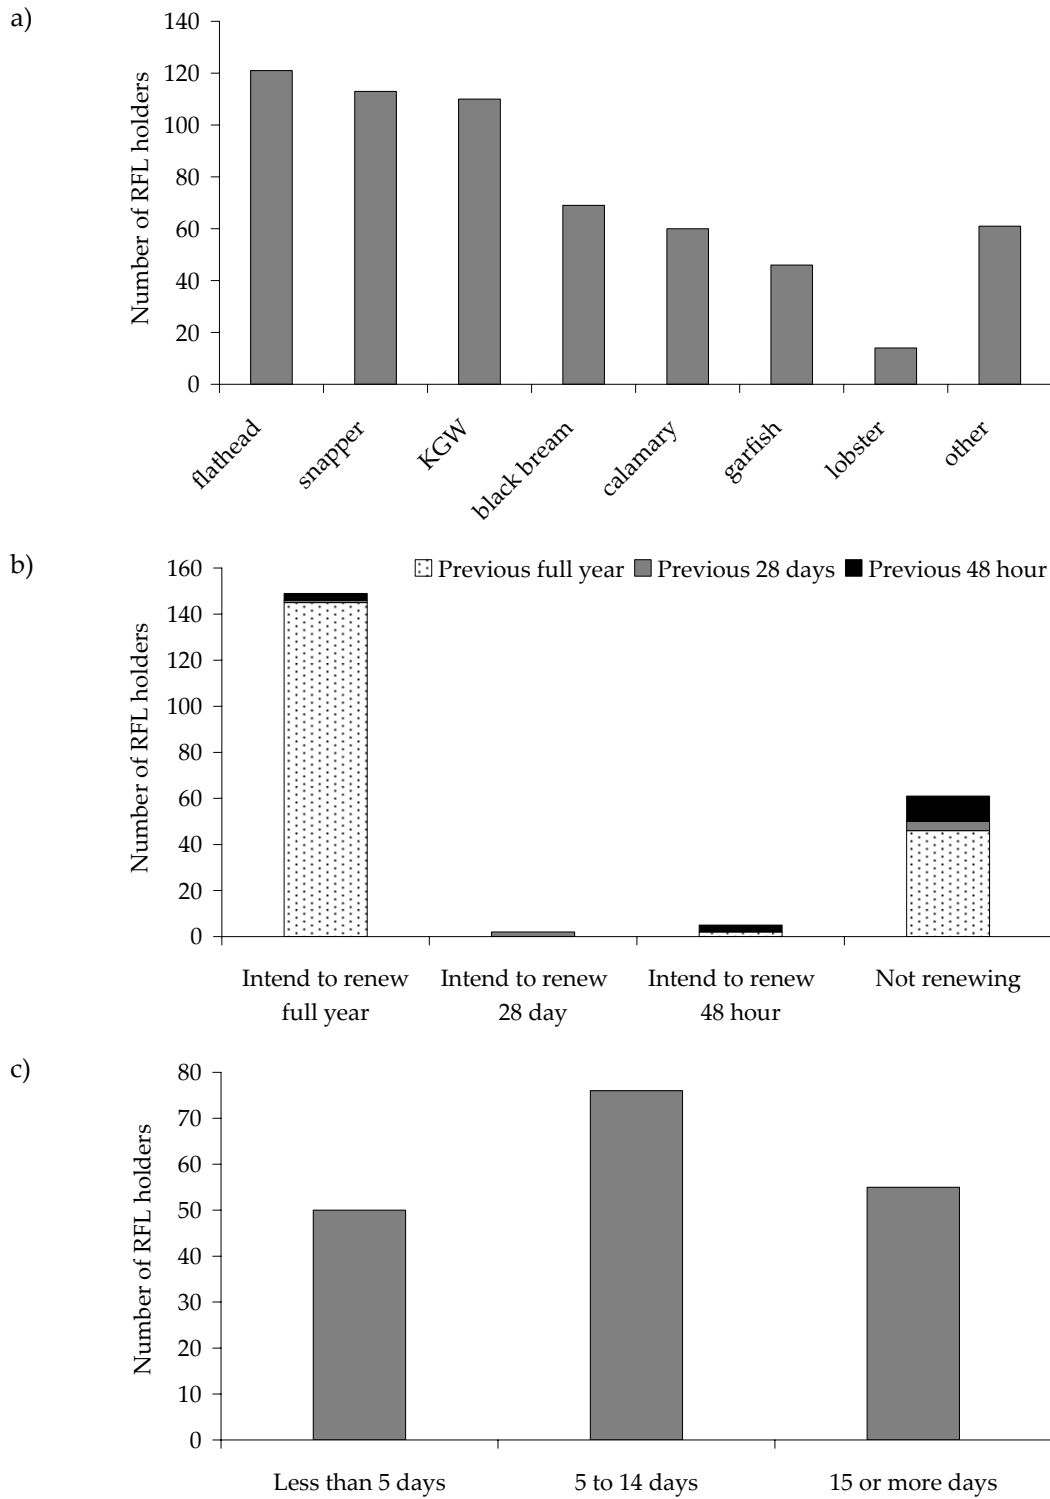 a)
Number of RFL holders
140
120
100
80
60
40
20
0
flathead
snapper
KGW
black bream
calamary
garfish
lobster
other
b)
Previous full year Previous 28 days Previous 48 hour
Number of RFL holders
160
140
120
100
80
60
40
20
0
Intend to renew
full year
Intend to renew
28 day
Intend to renew
48 hour
Not renewing
c)
Number of RFL holders
80
70
60
50
40
30
20
10
0
Less than 5 days
5 to 14 days
15 or more days